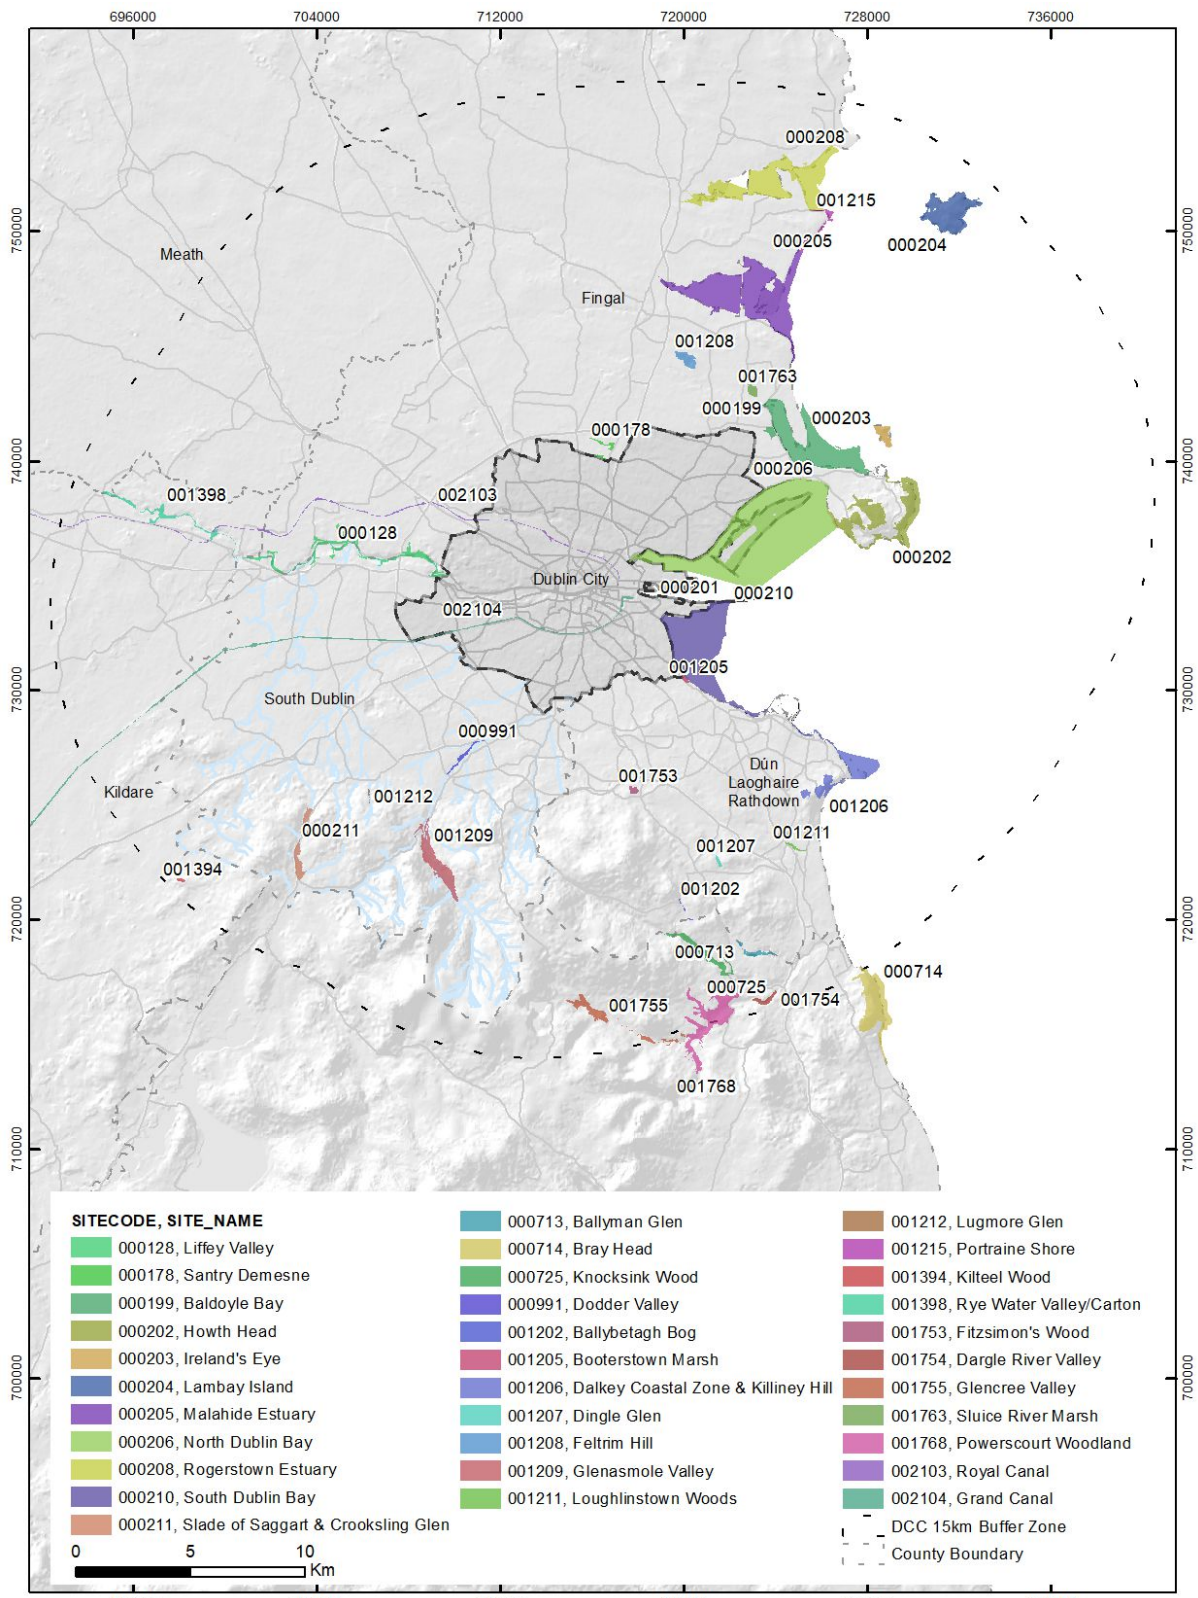 696000
704000
712000
720000
728000
736000
000208
001215
000204
750000
750000
000205
Meath
Fingal
001208
001763
000199
000203
000178
740000
740000
000206
001398
002103
000128
000202
Dublin City
000201
000210
002104
001205
730000
730000
South Dublin
000991
Dún
Laoghaire
Rathdown
001753
Kildare
001212
001206
000211
001209
001211
001207
001394
001202
720000
720000
000713
000714
000725
001754
001755
001768
710000
710000
700000
700000
SITECODE, SITE_NAME
000128, Liffey Valley
000178, Santry Demesne
000199, Baldoyle Bay
000202, Howth Head
000203, Ireland's Eye
000204, Lambay Island
000205, Malahide Estuary
000206, North Dublin Bay
000208, Rogerstown Estuary
000210, South Dublin Bay
000211, Slade of Saggart & Crooksling Glen
000713, Ballyman Glen
000714, Bray Head
000725, Knocksink Wood
000991, Dodder Valley
001202, Ballybetagh Bog
001205, Booterstown Marsh
001206, Dalkey Coastal Zone & Killiney Hill
001207, Dingle Glen
001208, Feltrim Hill
001209, Glenasmole Valley
001211, Loughlinstown Woods
001212, Lugmore Glen
001215, Portraine Shore
001394, Kilteel Wood
001398, Rye Water Valley/Carton
001753, Fitzsimon's Wood
001754, Dargle River Valley
001755, Glencree Valley
001763, Sluice River Marsh
001768, Powerscourt Woodland
002103, Royal Canal
002104, Grand Canal
DCC 15km Buffer Zone
County Boundary
0 5 10
Km